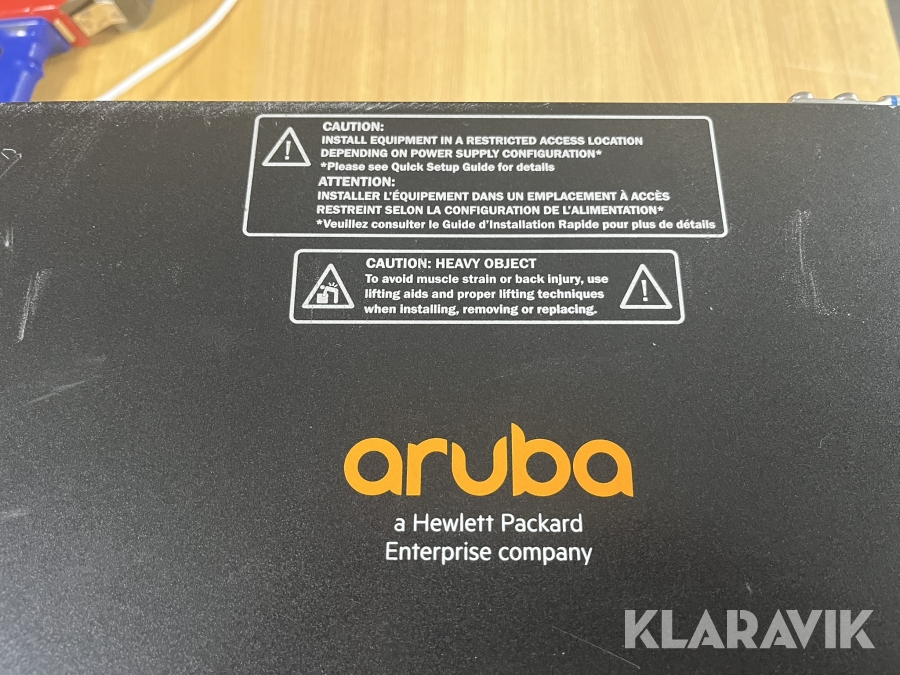 CAUTION:
INSTALL EQUIPMENT IN A RESTRICTED ACCESS LOCATION
DEPENDING ON POWER SUPPLY CONFIGURATION*
*Please see Quick Setup Guide for details
ATTENTION:
INSTALLER L'ÉQUIPEMENT DANS UN EMPLACEMENT À ACCÈS
RESTREINT SELON LA CONFIGURATION DE L'ALIMENTATION*
*Veuillez consulter le Guide d'Installation Rapide pour plus de détails
CAUTION: HEAVY OBJECT
To avoid muscle strain or back injury, use
lifting aids and proper lifting techniques
when installing, removing or replacing.
aruba
a Hewlett Packard
Enterprise company
KLARAVIK